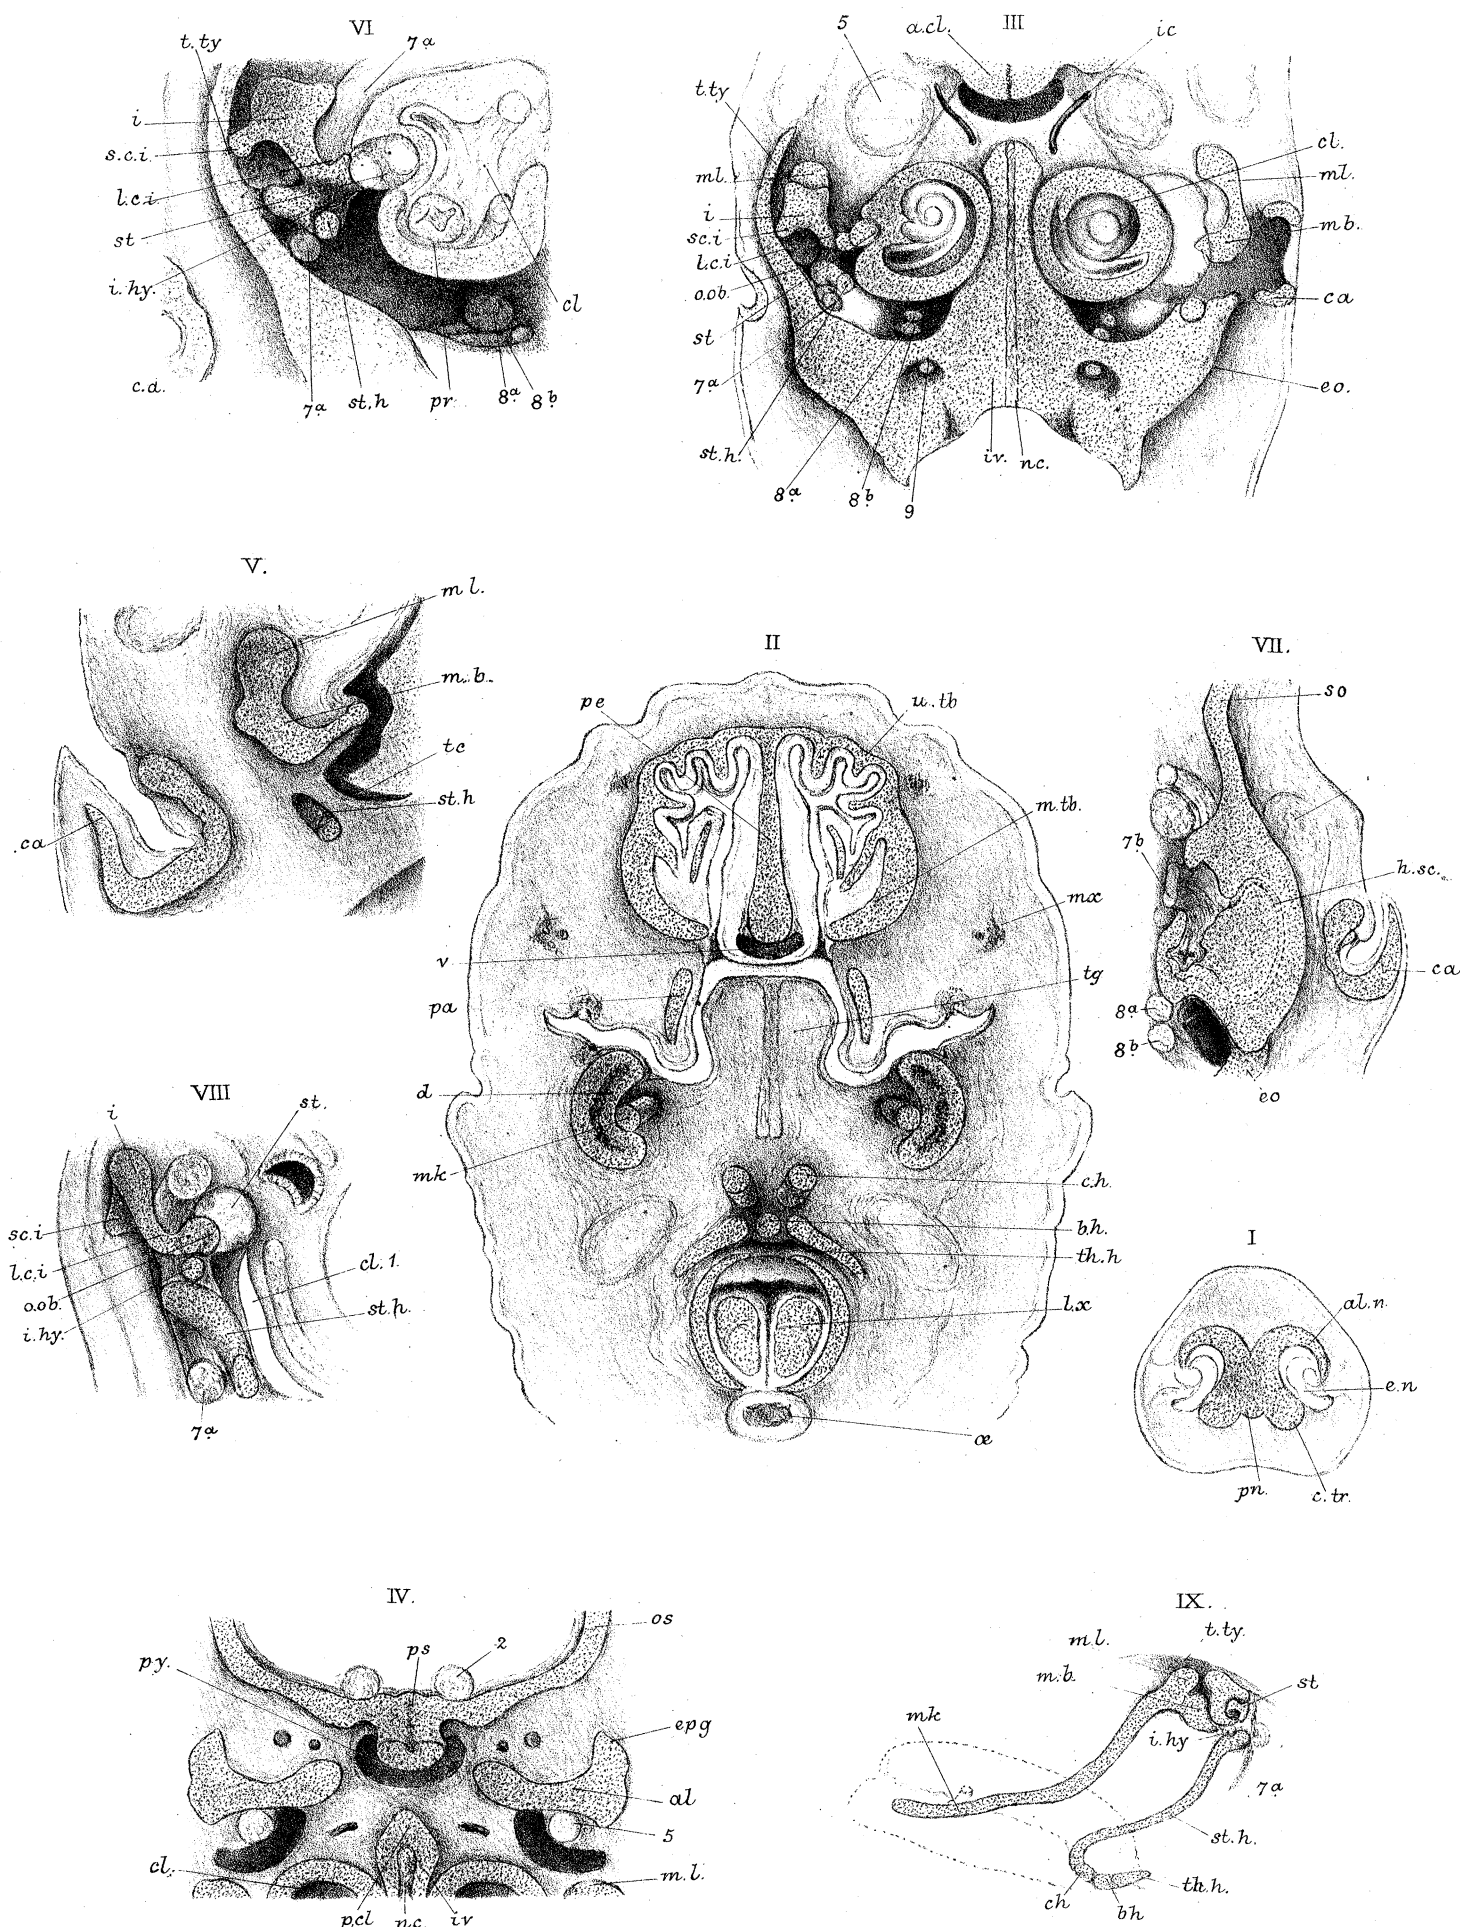 VI
t.ty
7a
i
s.c.i.
l.c.i
st
i.hy.
c.d.
7a
st.h
pr.
8a
8b
cl
III
5
a.cl.
ic
t.ty
ml.
i
sc.i
l.c.i
o.ob.
st
7a
st.h.
8a
8b
9
iv.
nc.
cl.
ml.
m.b.
ca
eo.
V.
m l.
m.b.
tc
st.h
ca
II
pe
u.tb
m.tb.
mx
v
tg
pa
d
mk
c.h.
b.h.
th.h
l.x
œ
VII.
so
7b
h.sc.
ca
8a
8b
eo
VIII
i
st.
sc.i
l.c.i
o.ob.
i.hy.
cl.1.
st.h.
7a
I
al.n.
e.n
pn.
c.tr.
IV.
os
2
ps
p.y.
epg
al
5
m.l.
cl.
p.cl
n.c.
iv
IX.
m.l.
t.ty.
m.b.
st
mk
i.hy
7a
st.h.
th.h.
ch
bh